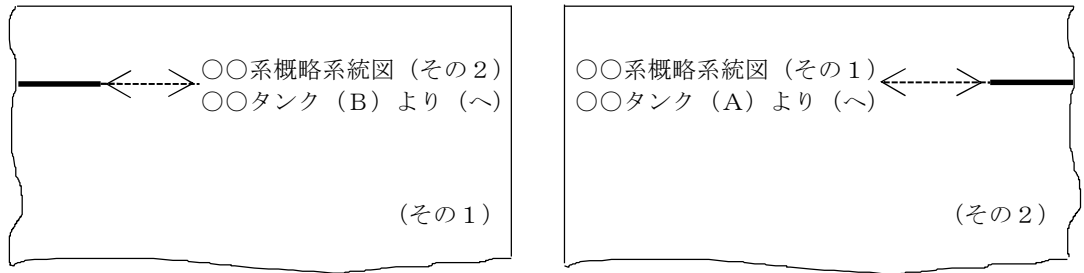 ○○系概略系統図（その２）
○○タンク（Ｂ）より（へ）
（その１）
○○系概略系統図（その１）
○○タンク（Ａ）より（へ）
（その２）